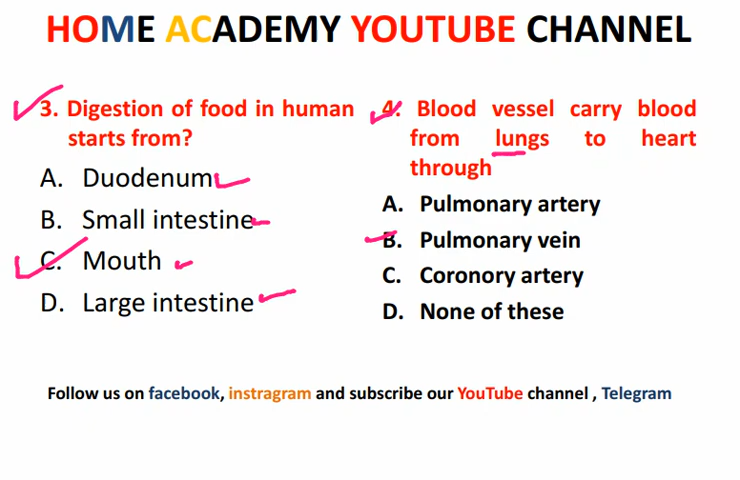 HOME ACADEMY YOUTUBE CHANNEL
3. Digestion of food in human
starts from?
A. Duodenum
B. Small intestine
C. Mouth
D. Large intestine
4. Blood vessel carry blood
from lungs to heart
through
A. Pulmonary artery
B. Pulmonary vein
C. Coronory artery
D. None of these
Follow us on facebook, instragram and subscribe our YouTube channel , Telegram